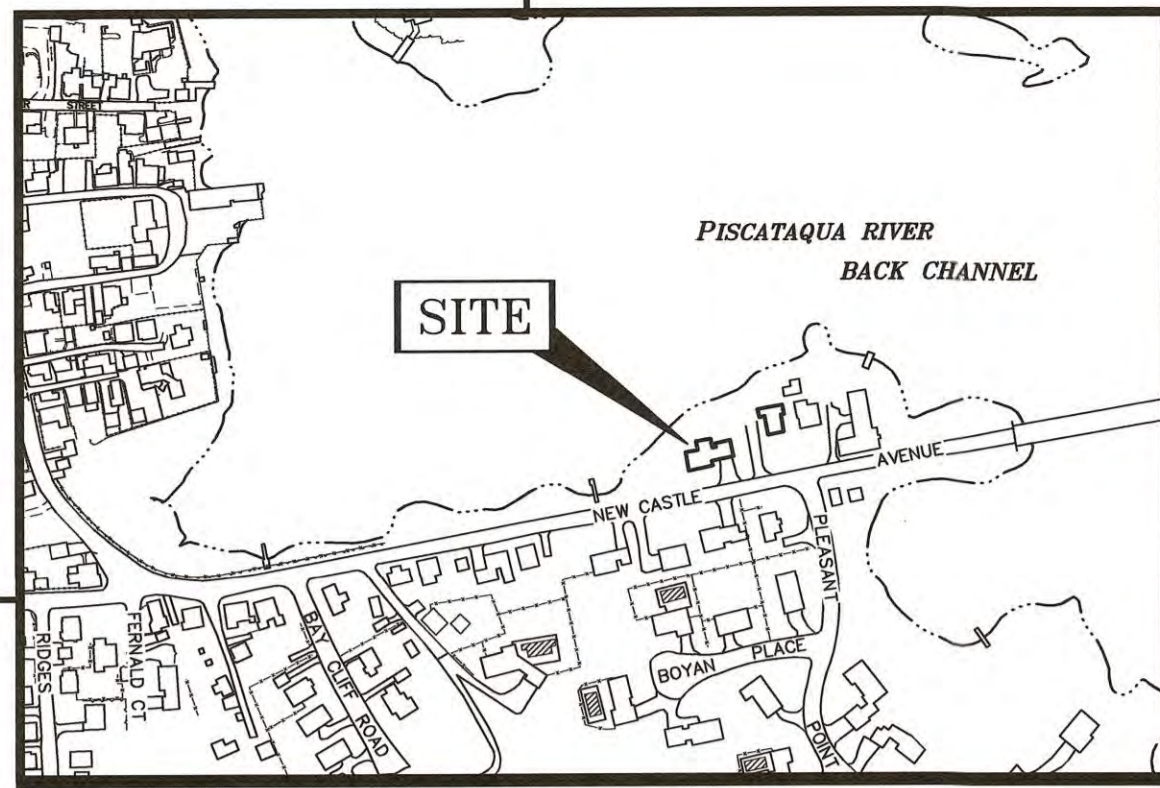 STREET
PISCATAQUA RIVER
BACK CHANNEL
SITE
AVENUE
NEW CASTLE
PLEASANT
POINT
BOYAN PLACE
BAY CLIFF ROAD
FERNALD CT
RIDGES